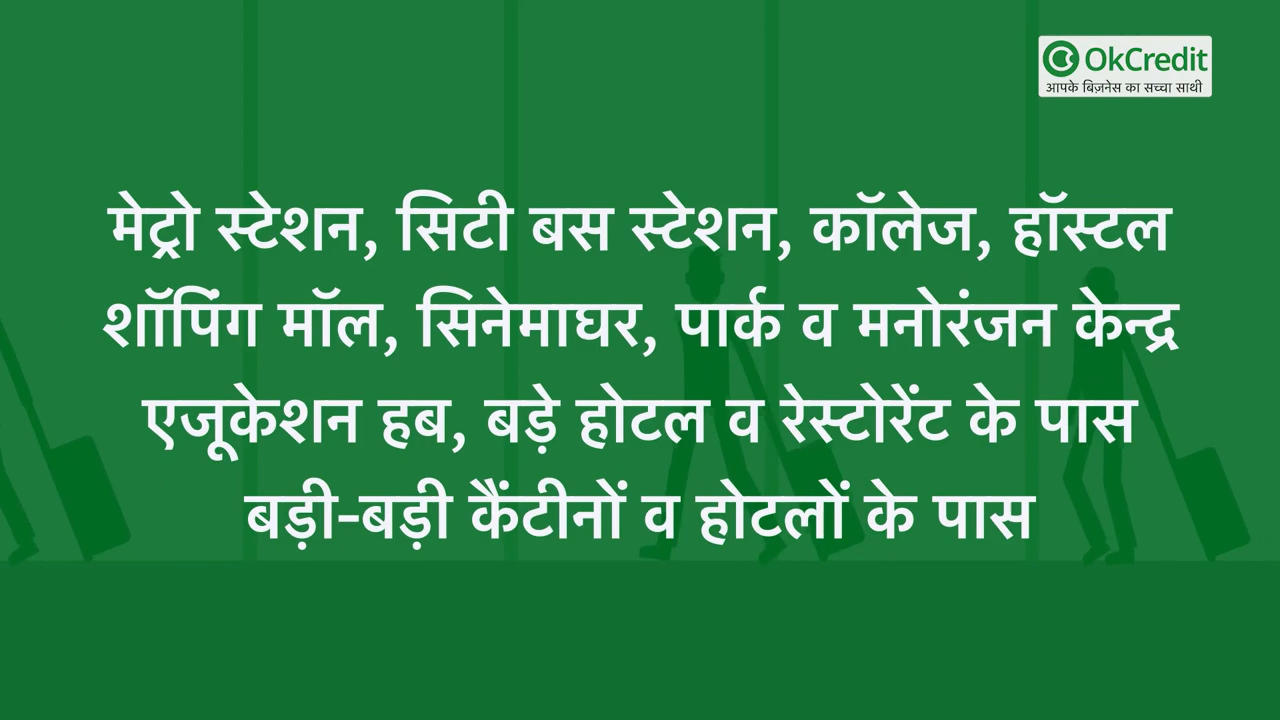 OkCredit
आपके बिज़नेस का सच्चा साथी
मेट्रो स्टेशन, सिटी बस स्टेशन, कॉलेज, हॉस्टल
शॉपिंग मॉल, सिनेमाघर, पार्क व मनोरंजन केन्द्र
एजूकेशन हब, बड़े होटल व रेस्टोरेंट के पास
बड़ी-बड़ी कैंटीनों व होटलों के पास